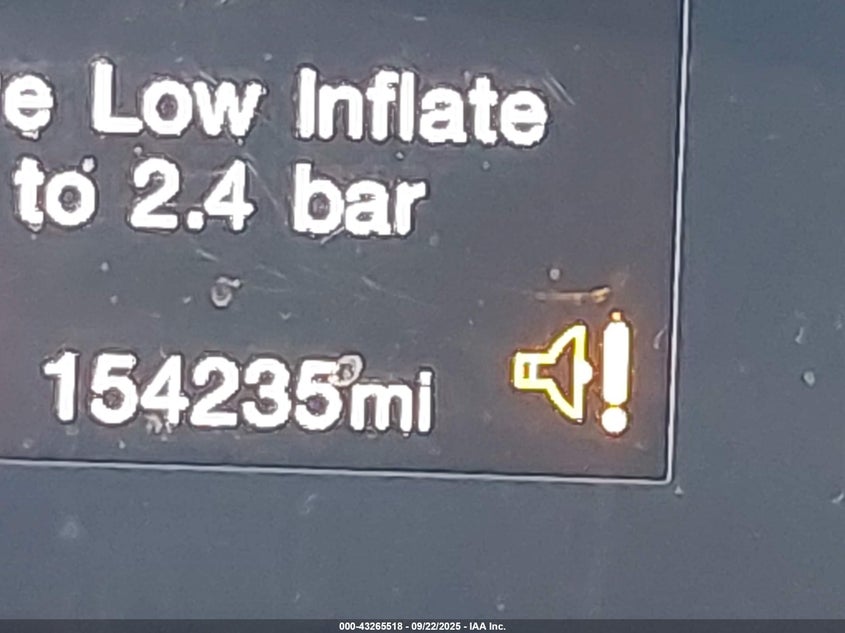 e Low Inflate
to 2.4 bar
154235mi
000-43265518 - 09/22/2025 - IAA Inc.